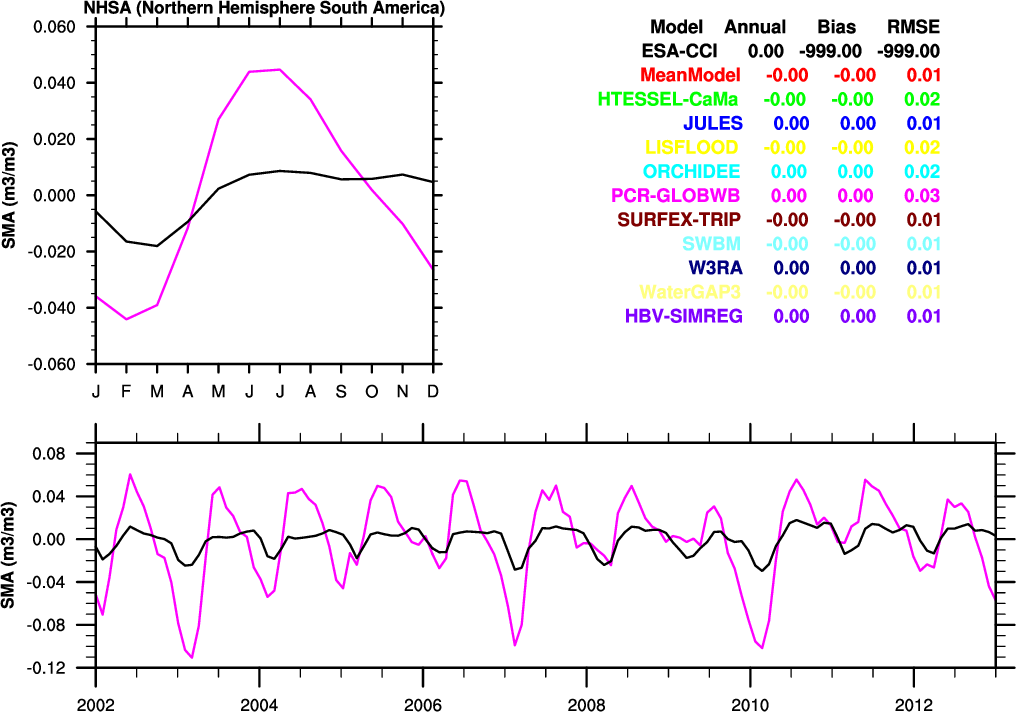 NHSA (Northern Hemisphere South America)
0.060
0.040
0.020
0.000
-0.020
-0.040
-0.060
SMA (m3/m3)
J F M A M J J A S O N D
Model Annual Bias RMSE
ESA-CCI 0.00 -999.00 -999.00
MeanModel -0.00 -0.00 0.01
HTESSEL-CaMa -0.00 -0.00 0.02
JULES 0.00 0.00 0.01
LISFLOOD -0.00 -0.00 0.02
ORCHIDEE 0.00 0.00 0.02
PCR-GLOBWB 0.00 0.00 0.03
SURFEX-TRIP -0.00 -0.00 0.01
SWBM -0.00 -0.00 0.01
W3RA 0.00 0.00 0.01
WaterGAP3 -0.00 -0.00 0.01
HBV-SIMREG 0.00 0.00 0.01
0.08
0.04
0.00
-0.04
-0.08
-0.12
SMA (m3/m3)
2002 2004 2006 2008 2010 2012